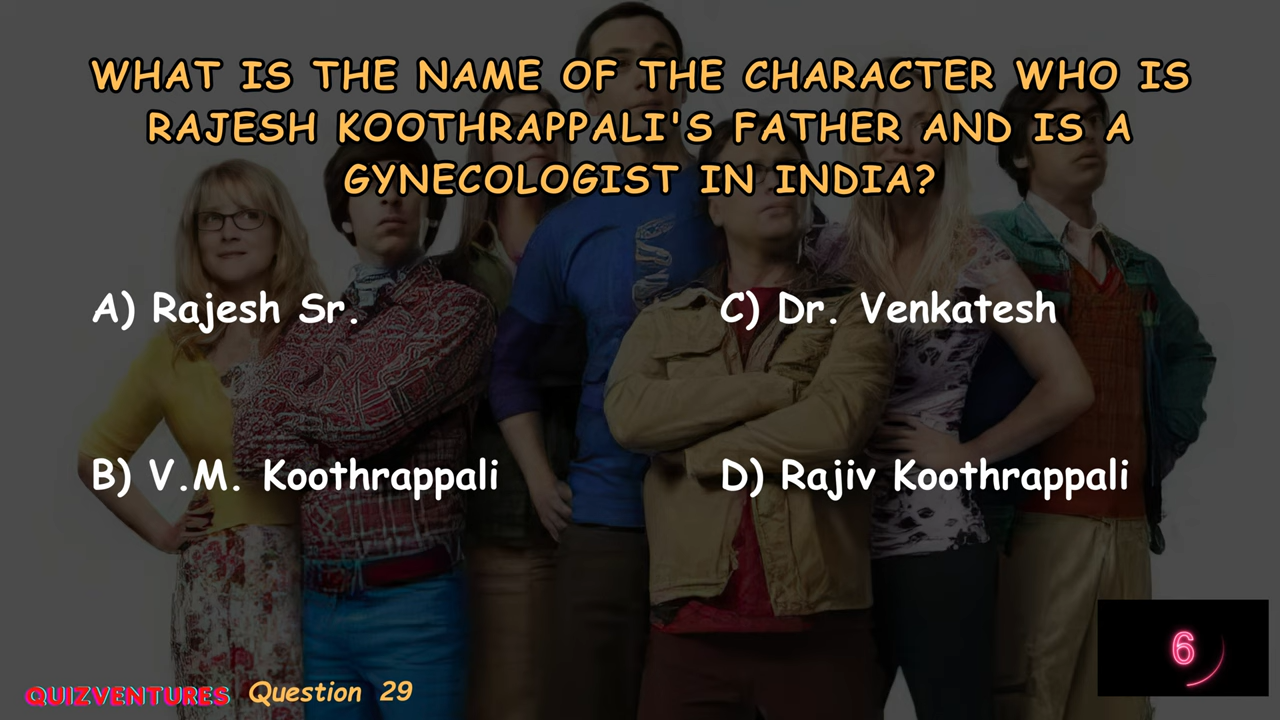 WHAT IS THE NAME OF THE CHARACTER WHO IS
RAJESH KOOTHRAPPALI'S FATHER AND IS A
GYNECOLOGIST IN INDIA?
A) Rajesh Sr.
C) Dr. Venkatesh
B) V.M. Koothrappali
D) Rajiv Koothrappali
6
QUIZVENTURES Question 29